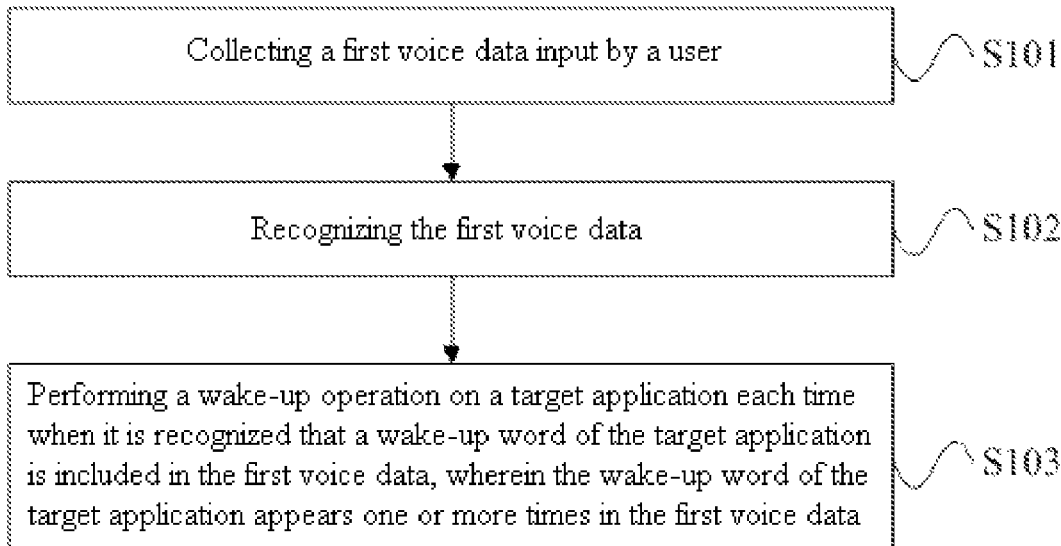 Collecting a first voice data input by a user
S101
Recognizing the first voice data
S102
Performing a wake-up operation on a target application each time
when it is recognized that a wake-up word of the target application
is included in the first voice data, wherein the wake-up word of the
target application appears one or more times in the first voice data
S103